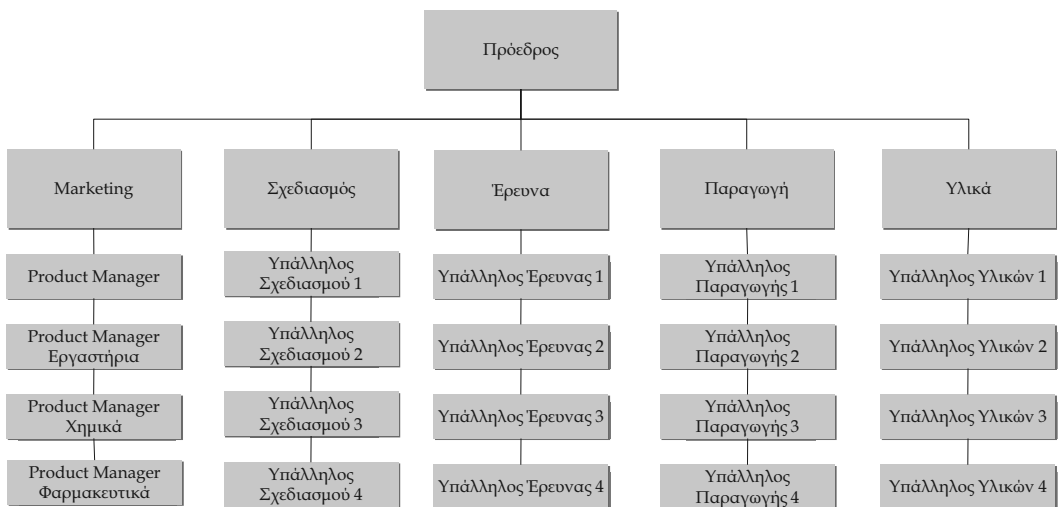 Πρόεδρος
Marketing
Σχεδιασμός
Έρευνα
Παραγωγή
Υλικά
Product Manager
Υπάλληλος
Σχεδιασμού 1
Υπάλληλος Έρευνας 1
Υπάλληλος
Παραγωγής 1
Υπάλληλος Υλικών 1
Product Manager
Εργαστήρια
Υπάλληλος
Σχεδιασμού 2
Υπάλληλος Έρευνας 2
Υπάλληλος
Παραγωγής 2
Υπάλληλος Υλικών 2
Product Manager
Χημικά
Υπάλληλος
Σχεδιασμού 3
Υπάλληλος Έρευνας 3
Υπάλληλος
Παραγωγής 3
Υπάλληλος Υλικών 3
Product Manager
Φαρμακευτικά
Υπάλληλος
Σχεδιασμού 4
Υπάλληλος Έρευνας 4
Υπάλληλος
Παραγωγής 4
Υπάλληλος Υλικών 4